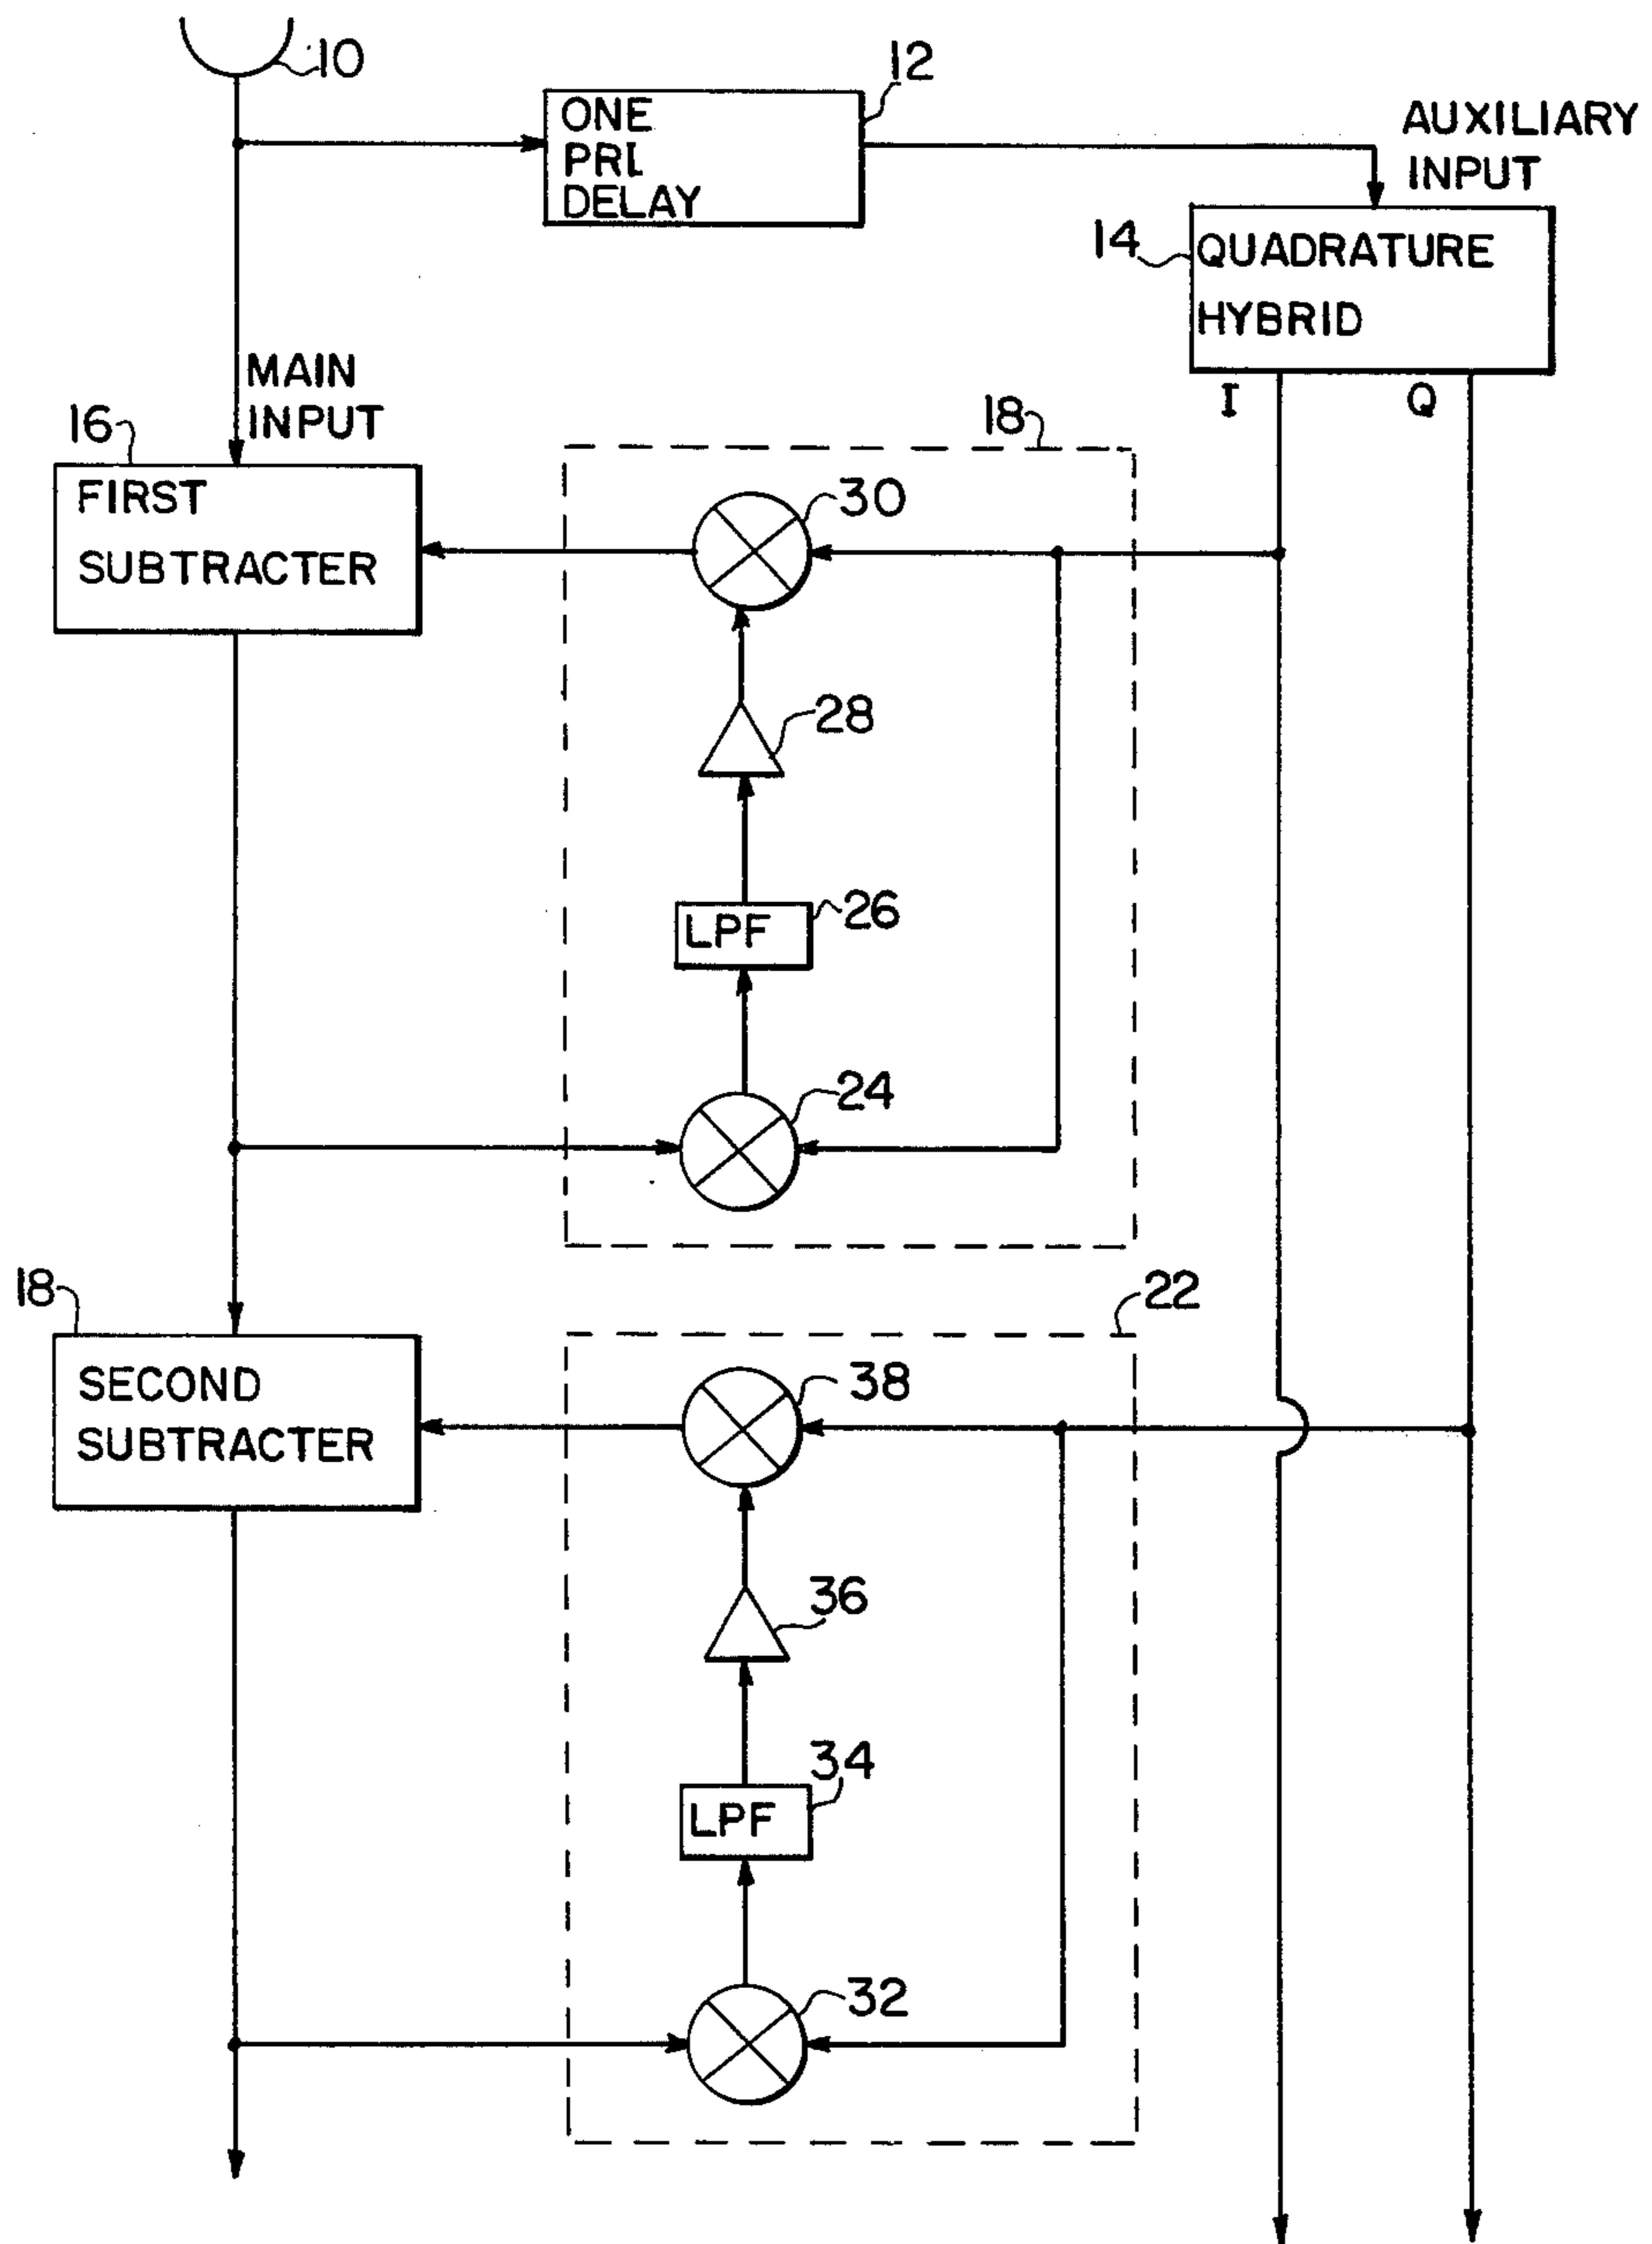 10
12
ONE
PRI
DELAY
AUXILIARY
INPUT
14
QUADRATURE
HYBRID
I
Q
MAIN
INPUT
16
FIRST
SUBTRACTER
18
30
28
LPF
26
24
18
SECOND
SUBTRACTER
22
38
36
34
LPF
32